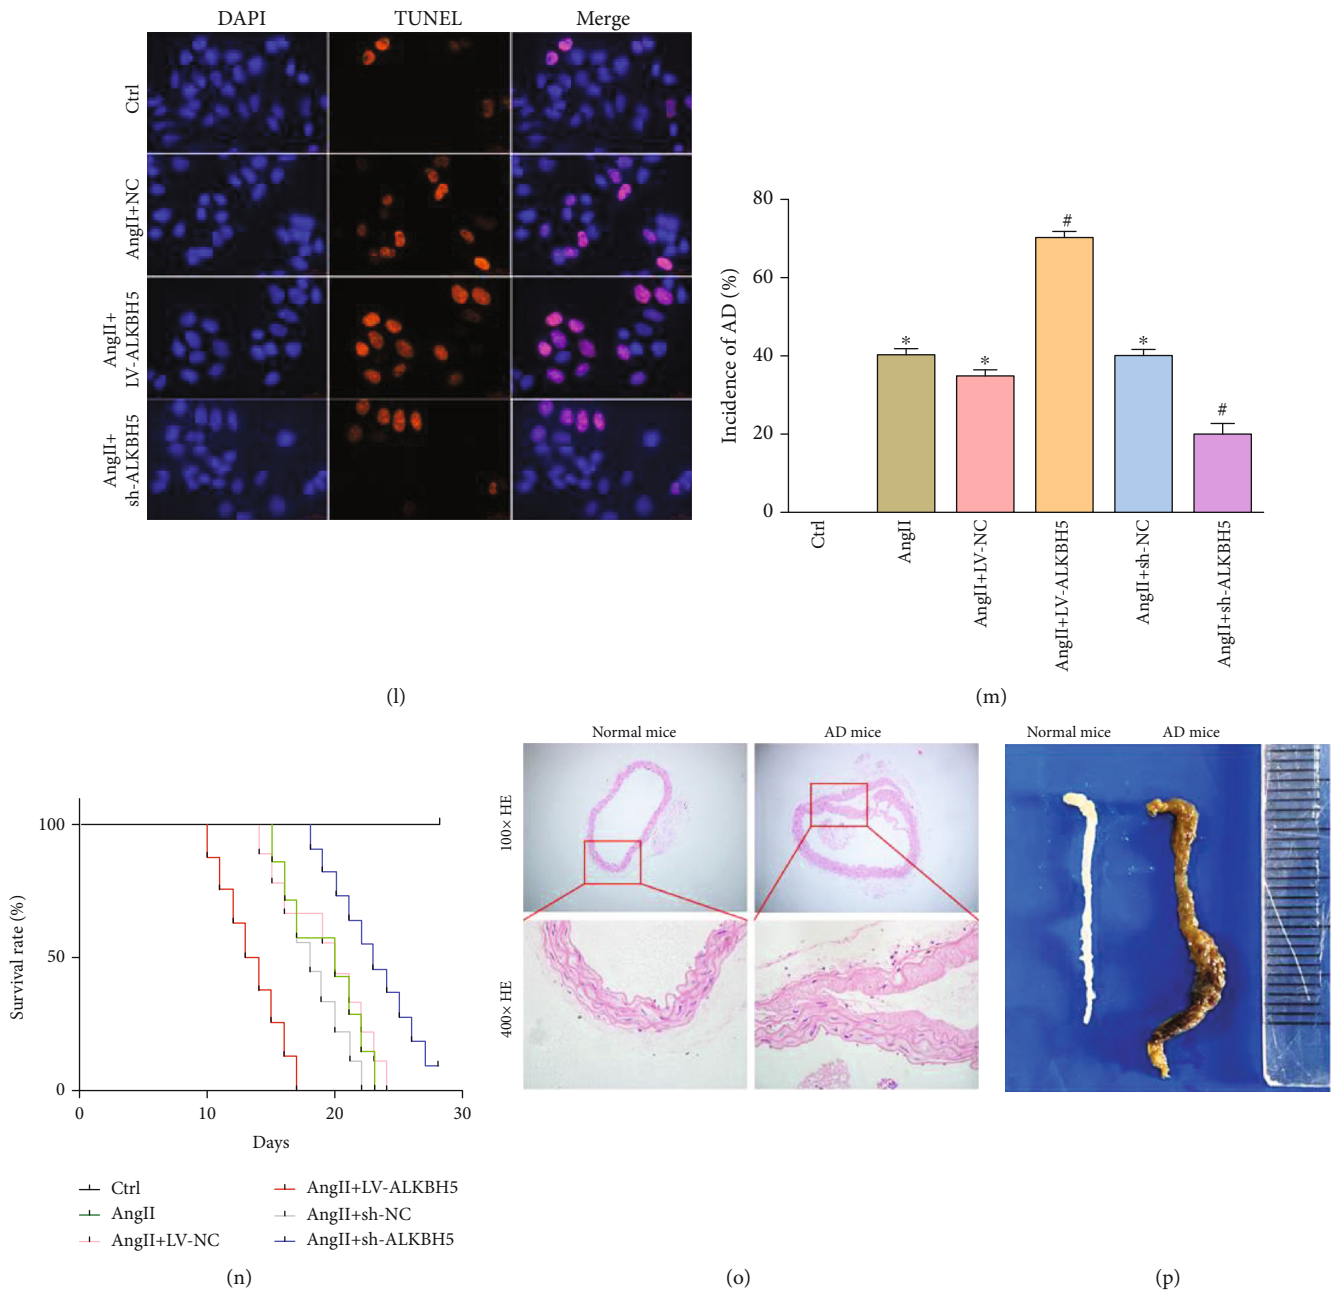 DAPI TUNEL Merge
Ctrl
AngII+NC
AngII+
LV-ALKBH5
AngII+
sh-ALKBH5
(l)
80
60
40
20
0
Incidence of AD (%)
*
*
#
*
#
Ctrl
AngII
AngII+LV-NC
AngII+LV-ALKBH5
AngII+sh-NC
AngII+sh-ALKBH5
(m)
100
50
0
Survival rate (%)
0 10 20 30
Days
Ctrl
AngII
AngII+LV-NC
AngII+LV-ALKBH5
AngII+sh-NC
AngII+sh-ALKBH5
(n)
Normal mice AD mice
100× HE
400× HE
(o)
Normal mice AD mice
(p)